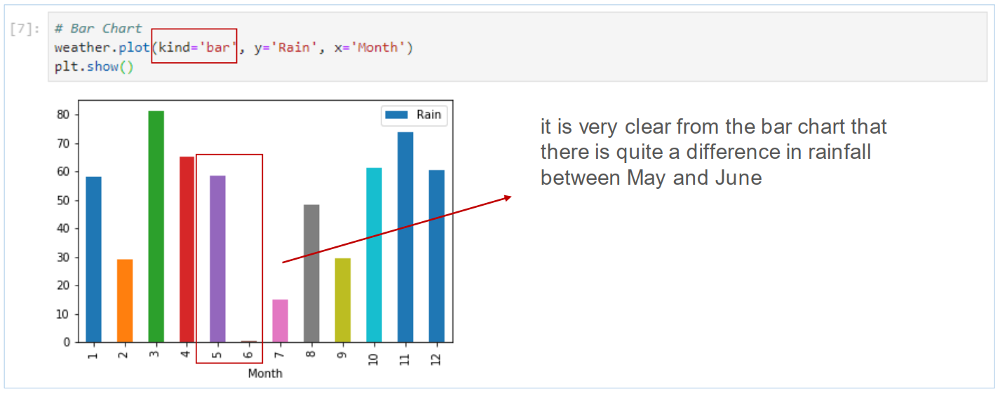 [7]: # Bar Chart
weather.plot(kind='bar', y='Rain', x='Month')
plt.show()
80
70
60
50
40
30
20
10
0
Rain
1 2 3 4 5 6 7 8 9 10 11 12
Month
it is very clear from the bar chart that
there is quite a difference in rainfall
between May and June